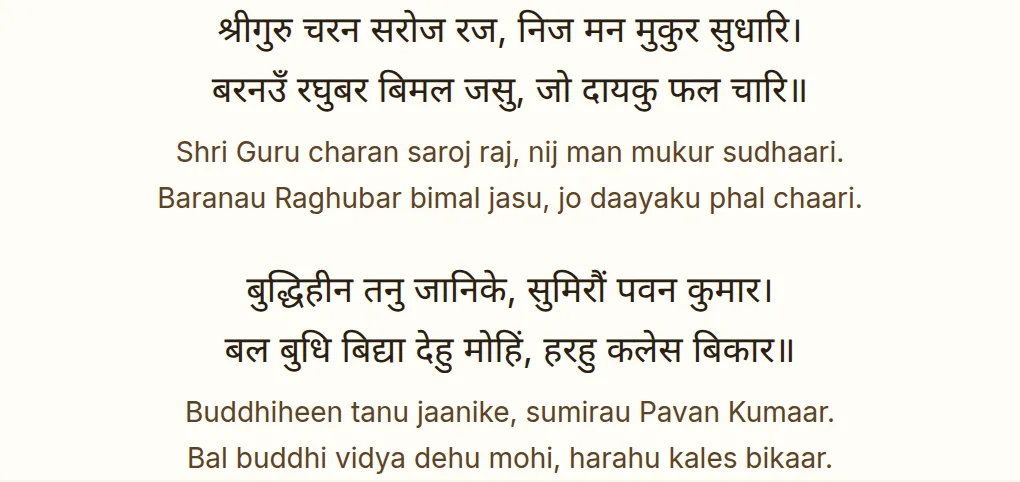 श्रीगुरु चरन सरोज रज, निज मन मुकुर सुधारि।
बरनउँ रघुबर बिमल जसु, जो दायकु फल चारि॥
Shri Guru charan saroj raj, nij man mukur sudhaari.
Baranau Raghubar bimal jasu, jo daayaku phal chaari.
बुद्धिहीन तनु जानिके, सुमिरौं पवन कुमार।
बल बुधि बिद्या देहु मोहिं, हरहु कलेस बिकार॥
Buddhiheen tanu jaanike, sumirau Pavan Kumaar.
Bal buddhi vidya dehu mohi, harahu kales bikaar.